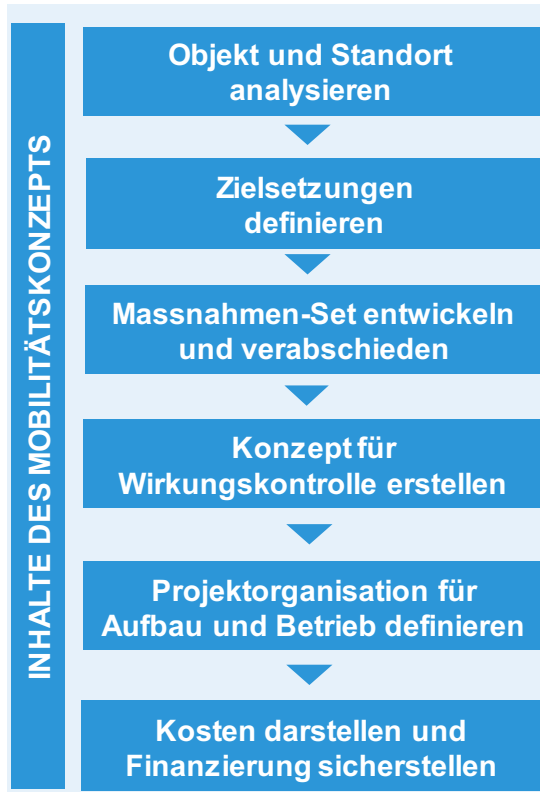 INHALTE DES MOBILITÄTSKONZEPTS
Objekt und Standort
analysieren
Zielsetzungen
definieren
Massnahmen-Set entwickeln
und verabschieden
Konzept für
Wirkungskontrolle erstellen
Projektorganisation für
Aufbau und Betrieb definieren
Kosten darstellen und
Finanzierung sicherstellen